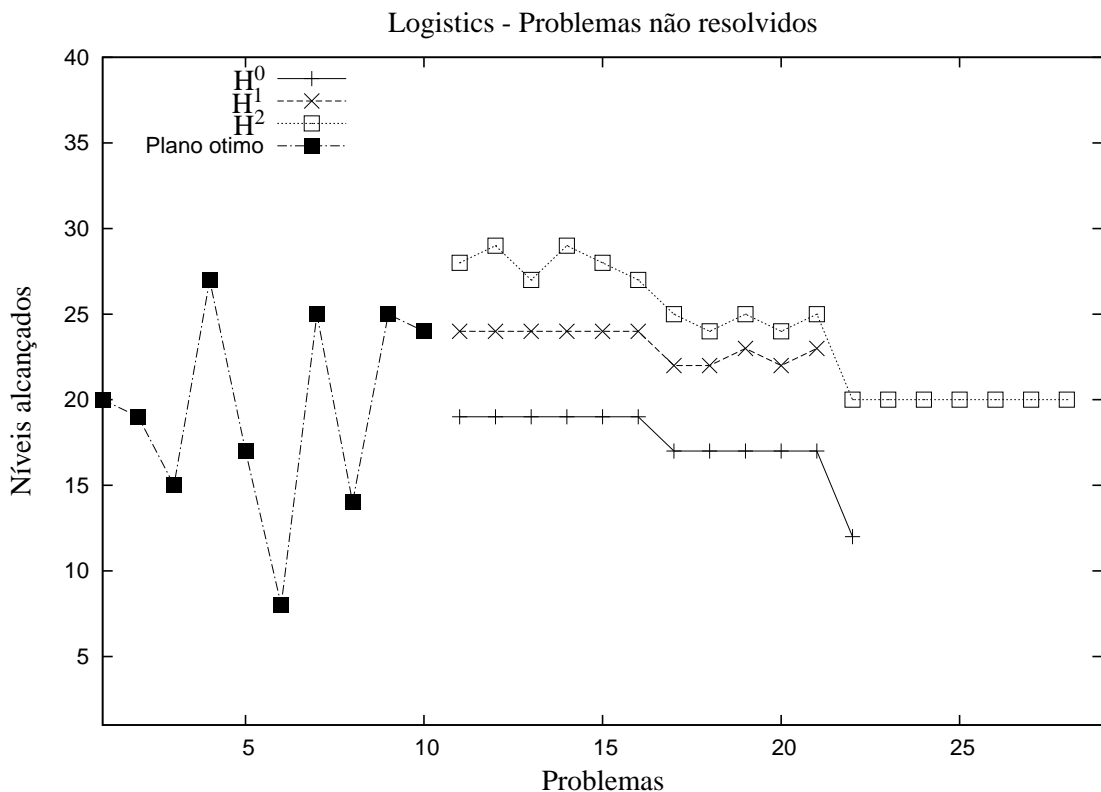 Logistics - Problemas não resolvidos
40
35
30
25
20
15
10
5
H0
H1
H2
Plano otimo
Níveis alcançados
5
10
15
20
25
Problemas